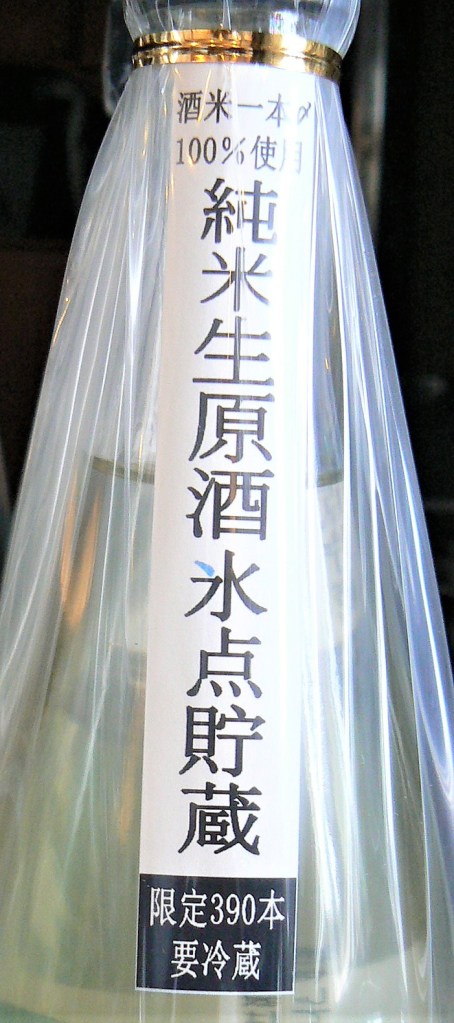 酒米一本〆
100%使用
純米生原酒 氷点貯蔵
限定390本
要冷蔵